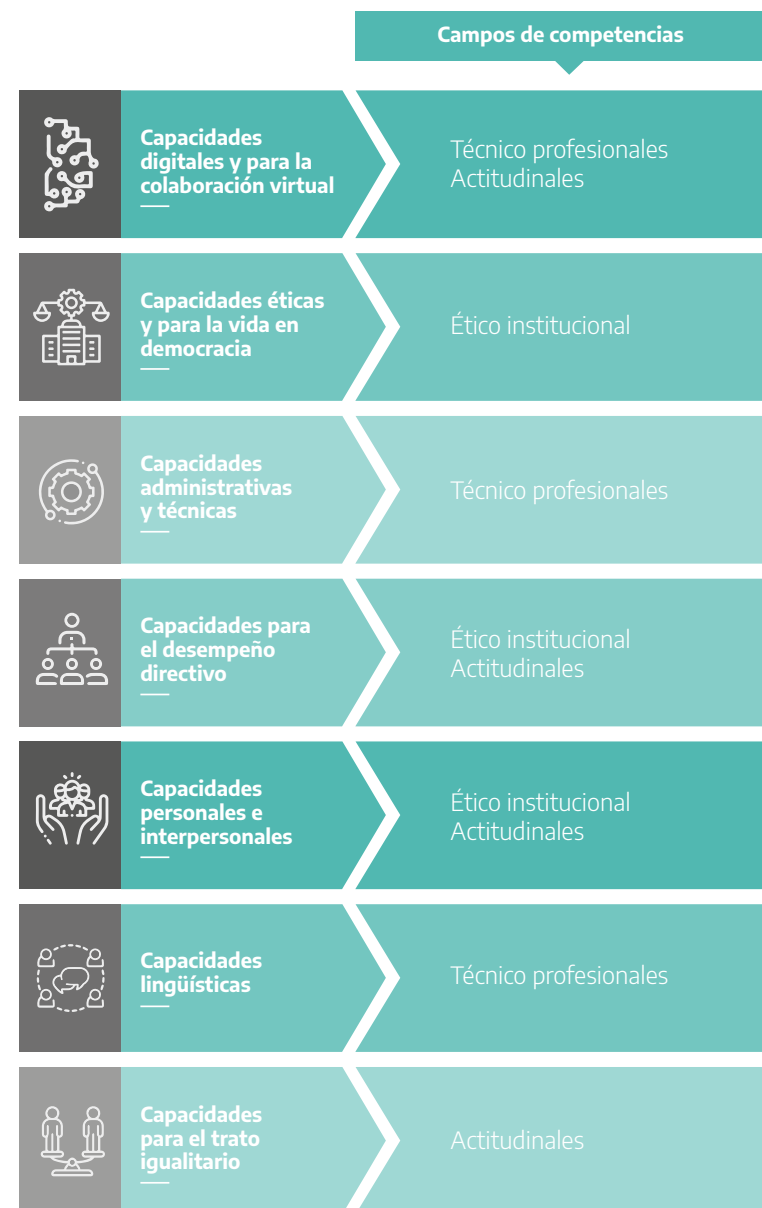 Campos de competencias
Capacidades
digitales y para la
colaboración virtual
Técnico profesionales
Actitudinales
Capacidades éticas
y para la vida en
democracia
Ético institucional
Capacidades
administrativas
y técnicas
Técnico profesionales
Capacidades para
el desempeño
directivo
Ético institucional
Actitudinales
Capacidades
personales e
interpersonales
Ético institucional
Actitudinales
Capacidades
lingüísticas
Técnico profesionales
Capacidades
para el trato
igualitario
Actitudinales